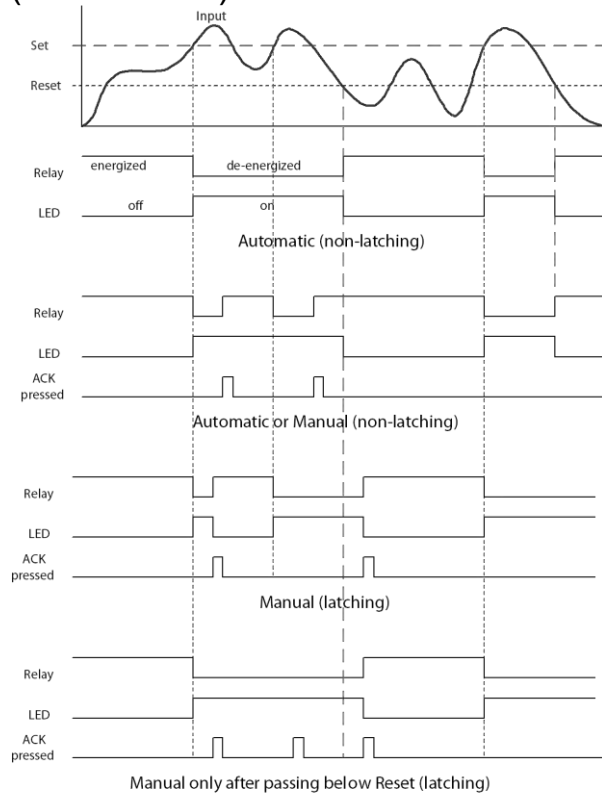 Input
Set
Reset
energized
de-energized
Relay
off
on
LED
Automatic (non-latching)
Relay
LED
ACK
pressed
Automatic or Manual (non-latching)
Relay
LED
ACK
pressed
Manual (latching)
Relay
LED
ACK
pressed
Manual only after passing below Reset (latching)